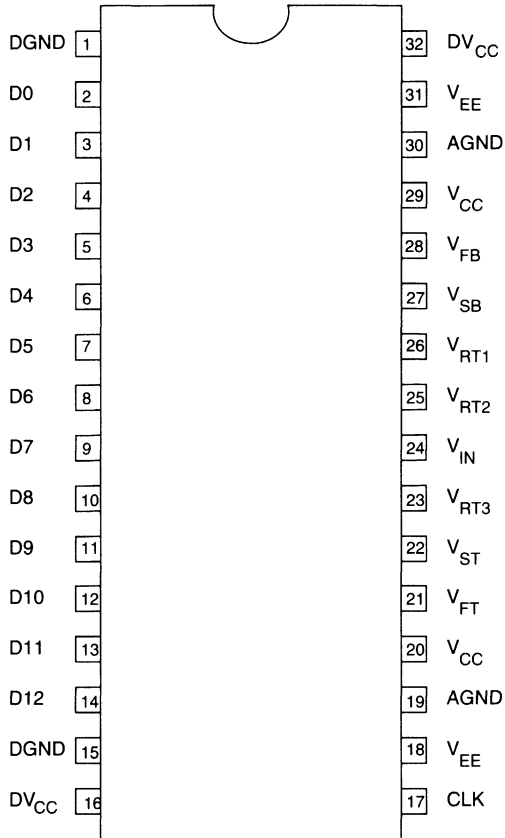 DGND 1 32 DVCC
D0 2 31 VEE
D1 3 30 AGND
D2 4 29 VCC
D3 5 28 VFB
D4 6 27 VSB
D5 7 26 VRT1
D6 8 25 VRT2
D7 9 24 VIN
D8 10 23 VRT3
D9 11 22 VST
D10 12 21 VFT
D11 13 20 VCC
D12 14 19 AGND
DGND 15 18 VEE
DVCC 16 17 CLK